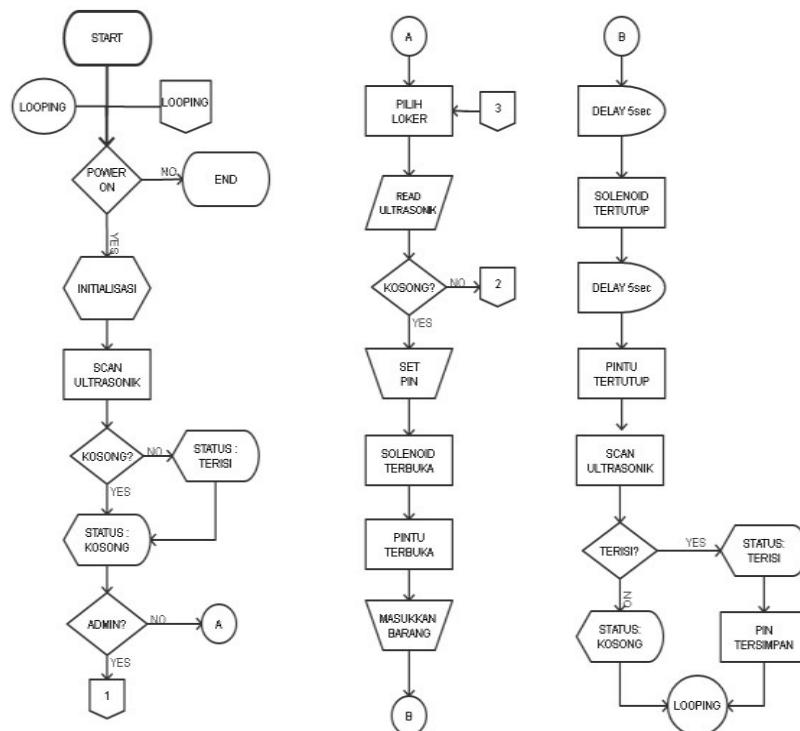 START
LOOPING
LOOPING
POWER
ON
NO
END
YES
INITIALISASI
SCAN
ULTRASONIK
KOSONG?
NO
STATUS :
TERISI
YES
STATUS :
KOSONG
ADMIN?
NO
A
YES
1
A
PILIH
LOKER
3
READ
ULTRASONIK
KOSONG?
NO
2
YES
SET
PIN
SOLENOID
TERBUKA
PINTU
TERBUKA
MASUKKAN
BARANG
B
B
DELAY 5sec
SOLENOID
TERTUTUP
DELAY 5sec
PINTU
TERTUTUP
SCAN
ULTRASONIK
TERISI?
YES
STATUS:
TERISI
NO
STATUS:
KOSONG
PIN
TERSIMPAN
LOOPING